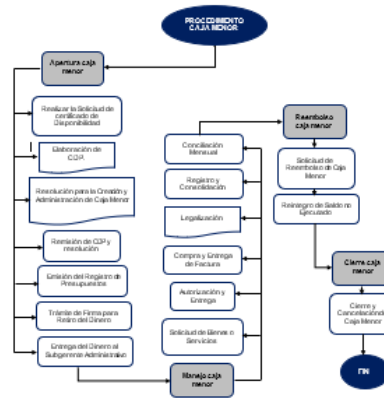 PROCEDIMIENTO
CAJA MENOR
Apertura caja
menor
Realizar la Solicitud de
certificado de
Disponibilidad
Elaboración de
CDP.
Resolución para la Creación y
Administración de Caja Menor
Remisión de CDP y
resolución
Emisión del Registro de
Presupuestos
Trámite de Firma para
Retiro del Dinero
Entrega del Dinero al
Subgerente Administrativo
Conciliación
Mensual
Registro y
Consolidación
Legalización
Compra y Entrega
de Factura
Autorización y
Entrega
Solicitud de Bienes o
Servicios
Manejo caja
menor
Reembolso
caja menor
Solicitud de
Reembolso de Caja
Menor
Reintegro de Saldo no
Ejecutado
Cierre caja
menor
Cierre y
Cancelación de
Caja Menor
FIN